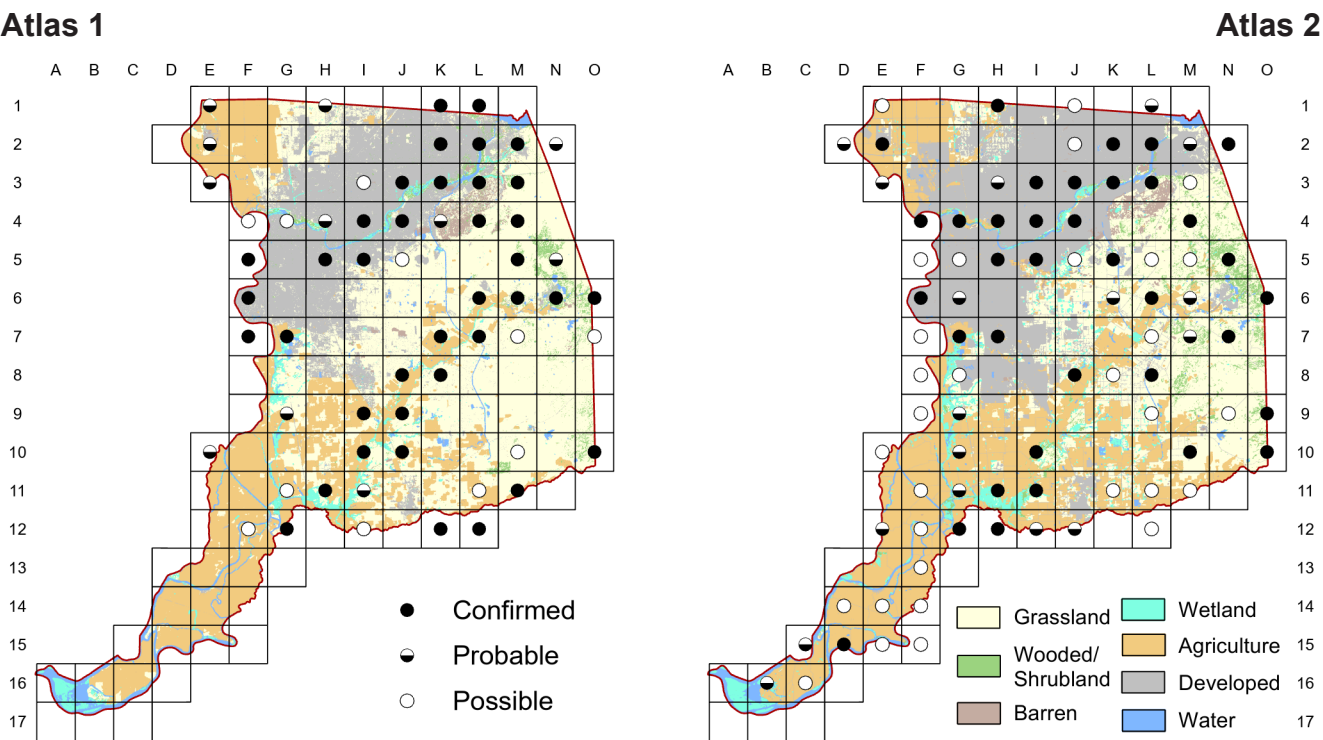 Atlas 1
Atlas 2
A B C D E F G H I J K L M N O
A B C D E F G H I J K L M N O
1
2
3
4
5
6
7
8
9
10
11
12
13
14
15
16
17
Confirmed
Probable
Possible
Grassland
Wooded/
Shrubland
Barren
Wetland
Agriculture
Developed
Water
1
2
3
4
5
6
7
8
9
10
11
12
13
14
15
16
17